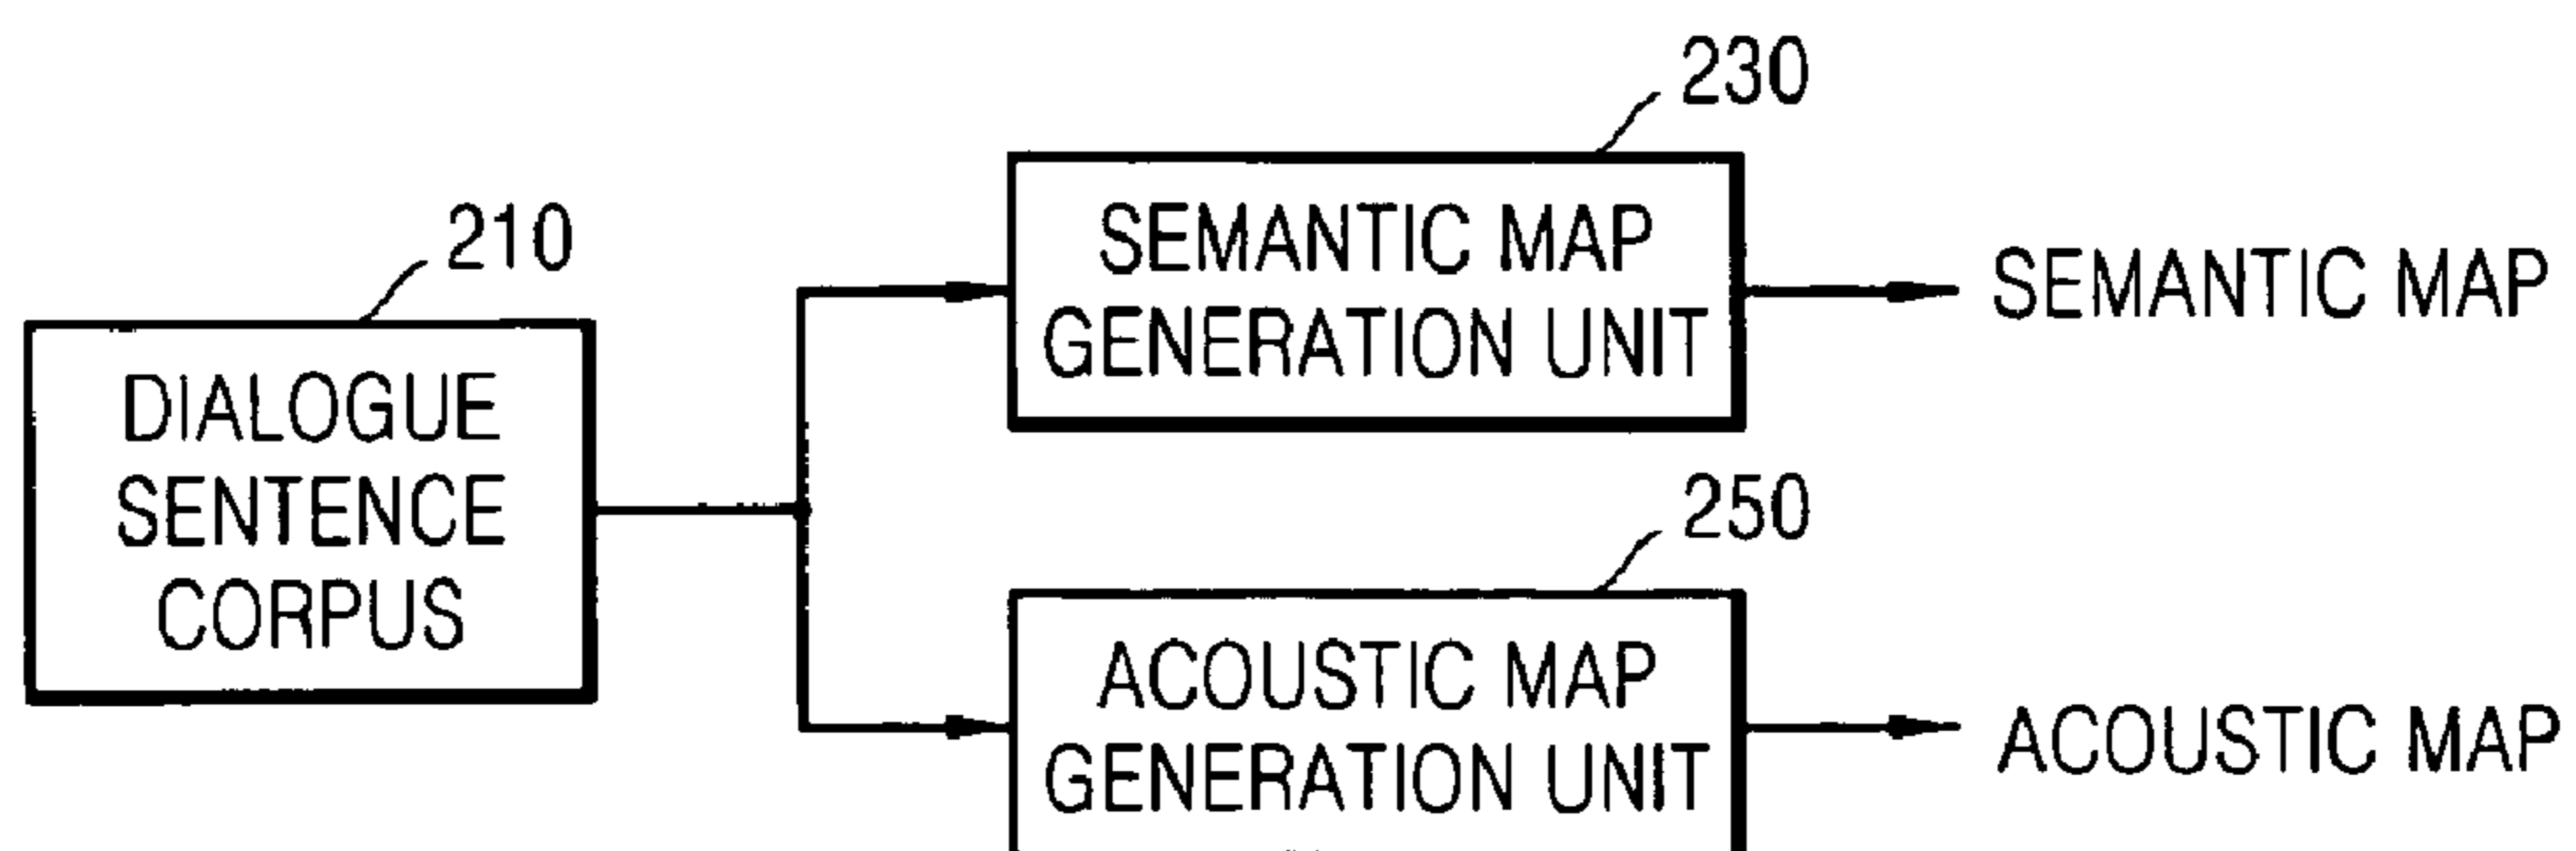 230
210
SEMANTIC MAP
GENERATION UNIT
SEMANTIC MAP
DIALOGUE
SENTENCE
CORPUS
250
ACOUSTIC MAP
GENERATION UNIT
ACOUSTIC MAP